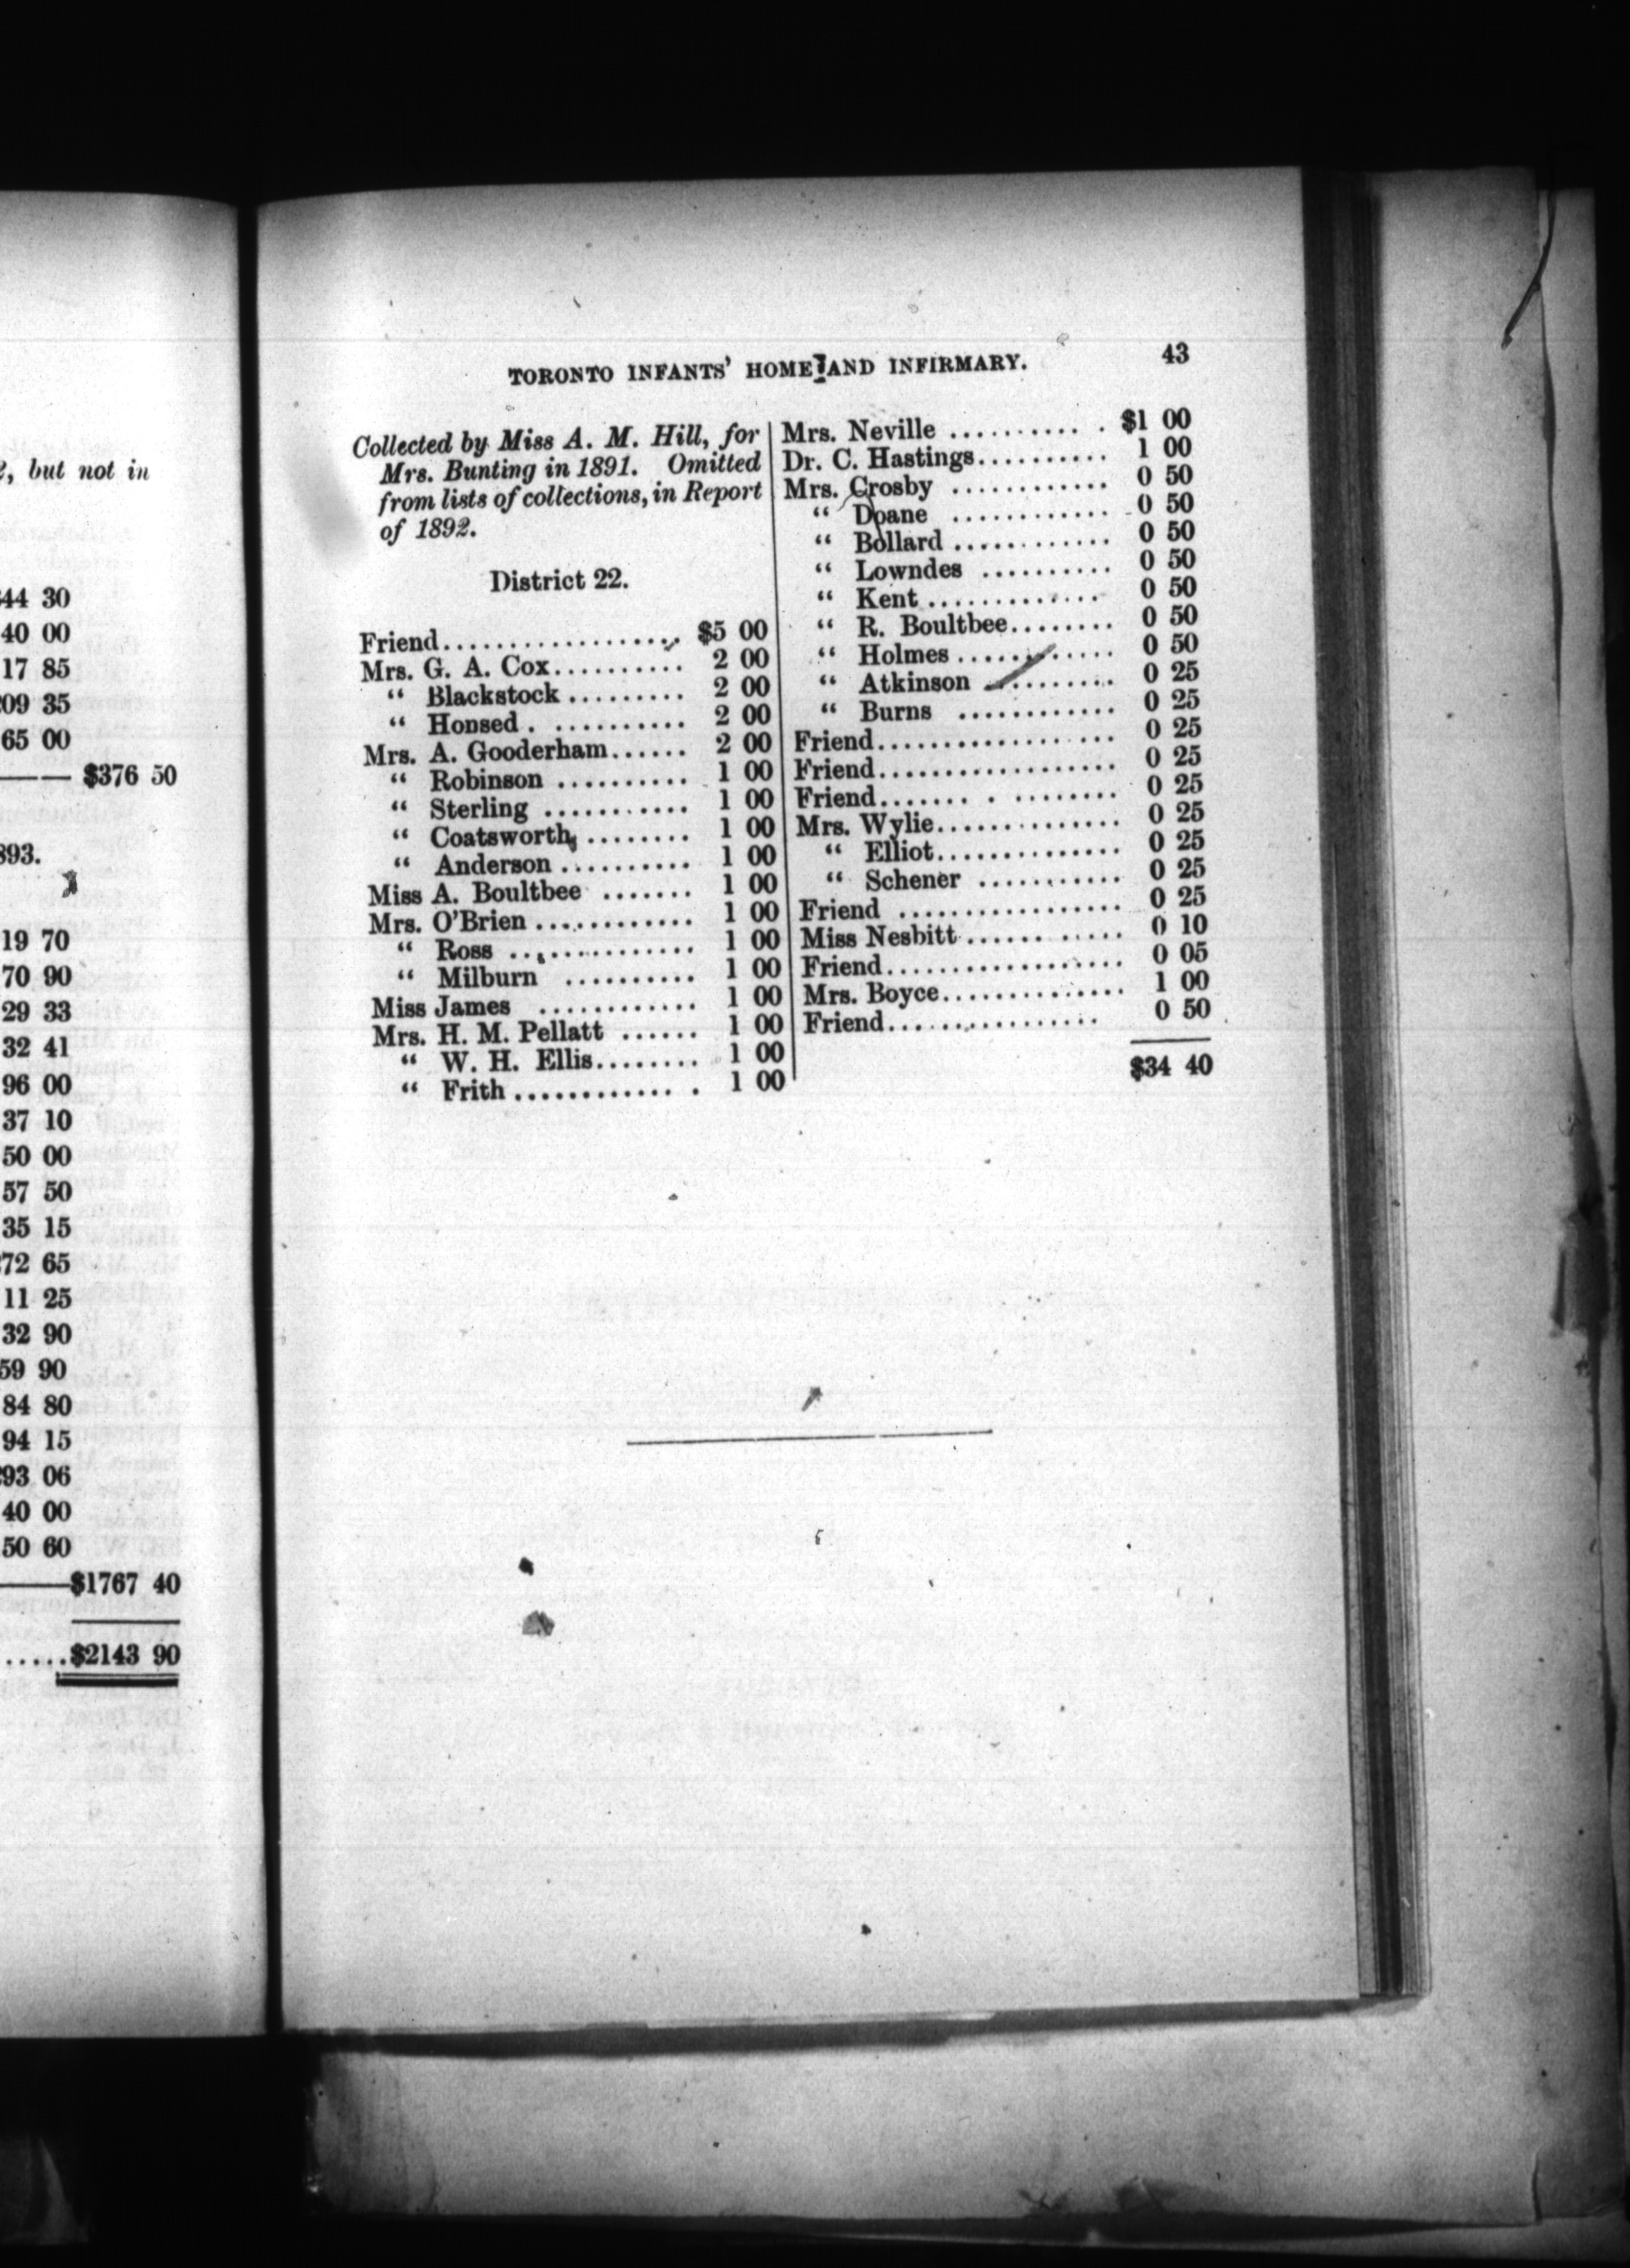 2, but not in
44 30
40 00
17 85
09 35
65 00
—— $376 50
893.
19 70
70 90
29 33
32 41
96 00
37 10
50 00
57 50
35 15
72 65
11 25
32 90
59 90
84 80
94 15
93 06
40 00
50 60
——$1767 40
.....$2143 90
TORONTO INFANTS' HOME AND INFIRMARY. 43
Collected by Miss A. M. Hill, for
Mrs. Bunting in 1891. Omitted
from lists of collections, in Report
of 1892.
District 22.
Friend.................... $5 00
Mrs. G. A. Cox.......... 2 00
“ Blackstock ......... 2 00
“ Honsed. .......... 2 00
Mrs. A. Gooderham...... 2 00
“ Robinson .......... 1 00
“ Sterling ........... 1 00
“ Coatsworth, ........ 1 00
“ Anderson .......... 1 00
Miss A. Boultbee ....... 1 00
Mrs. O'Brien ............ 1 00
“ Ross .............. 1 00
“ Milburn .......... 1 00
Miss James ............ 1 00
Mrs. H. M. Pellatt ...... 1 00
“ W. H. Ellis........ 1 00
“ Frith ............ . 1 00
Mrs. Neville .......... . $1 00
Dr. C. Hastings.......... 1 00
Mrs. Crosby ............ 0 50
“ Doane ............ 0 50
“ Bollard ............ 0 50
“ Lowndes .......... 0 50
“ Kent ............. 0 50
“ R. Boultbee........ 0 50
“ Holmes ............ 0 50
“ Atkinson .......... 0 25
“ Burns ............ 0 25
Friend.................. 0 25
Friend.................. 0 25
Friend....... . ........ 0 25
Mrs. Wylie.............. 0 25
“ Elliot.............. 0 25
“ Schener ........... 0 25
Friend ................. 0 25
Miss Nesbitt ............ 0 10
Friend.................. 0 05
Mrs. Boyce.............. 1 00
Friend................ 0 50
$34 40